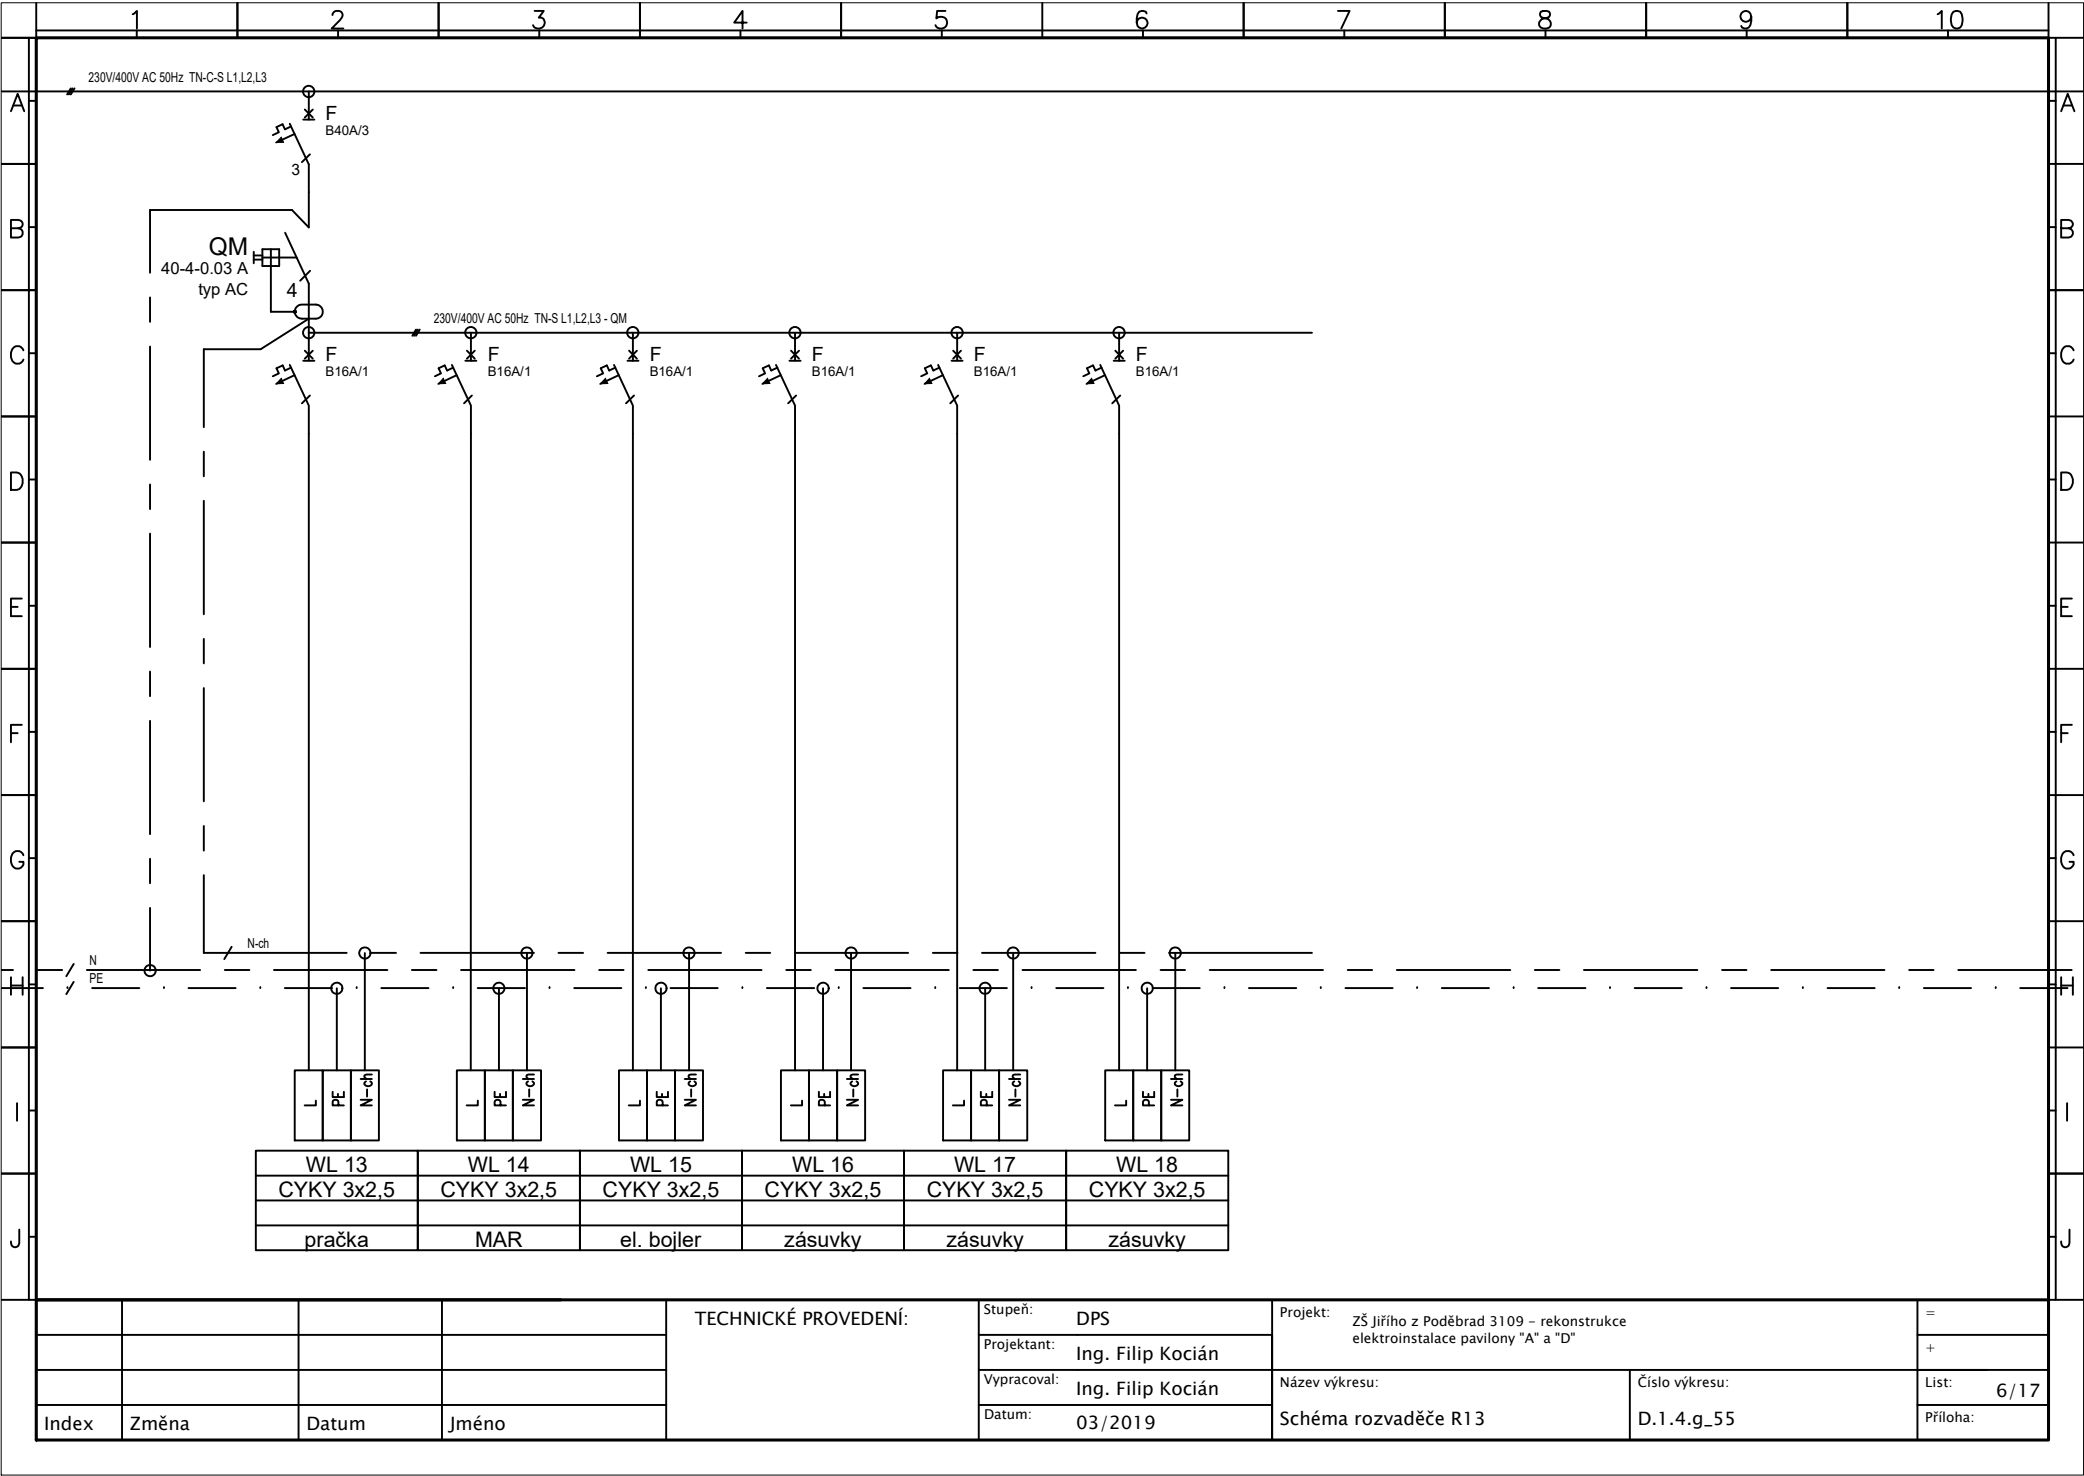 1 2 3 4 5 6 7 8 9 10
230V/400V AC 50Hz TN-C-S L1,L2,L3
A A
F
B40A/3
3
B B
QM
40-4-0.03 A
typ AC
4
230V/400V AC 50Hz TN-S L1,L2,L3 - QM
C C
F F F F F F
B16A/1 B16A/1 B16A/1 B16A/1 B16A/1 B16A/1
D D
E E
F F
G G
N-ch
N
PE
H H
L PE N-ch L PE N-ch L PE N-ch L PE N-ch L PE N-ch L PE N-ch
I I
WL 13 WL 14 WL 15 WL 16 WL 17 WL 18
CYKY 3x2,5 CYKY 3x2,5 CYKY 3x2,5 CYKY 3x2,5 CYKY 3x2,5 CYKY 3x2,5
J J
pračka MAR el. bojler zásuvky zásuvky zásuvky
TECHNICKÉ PROVEDENÍ:
Stupeň: DPS
Projektant: Ing. Filip Kocián
Vypracoval: Ing. Filip Kocián
Datum: 03/2019
Projekt: ZŠ Jiřího z Poděbrad 3109 – rekonstrukce
elektroinstalace pavilony "A" a "D"
=
+
Název výkresu:
Schéma rozvaděče R13
Číslo výkresu:
D.1.4.g_55
List: 6/17
Příloha:
Index Změna Datum Jméno